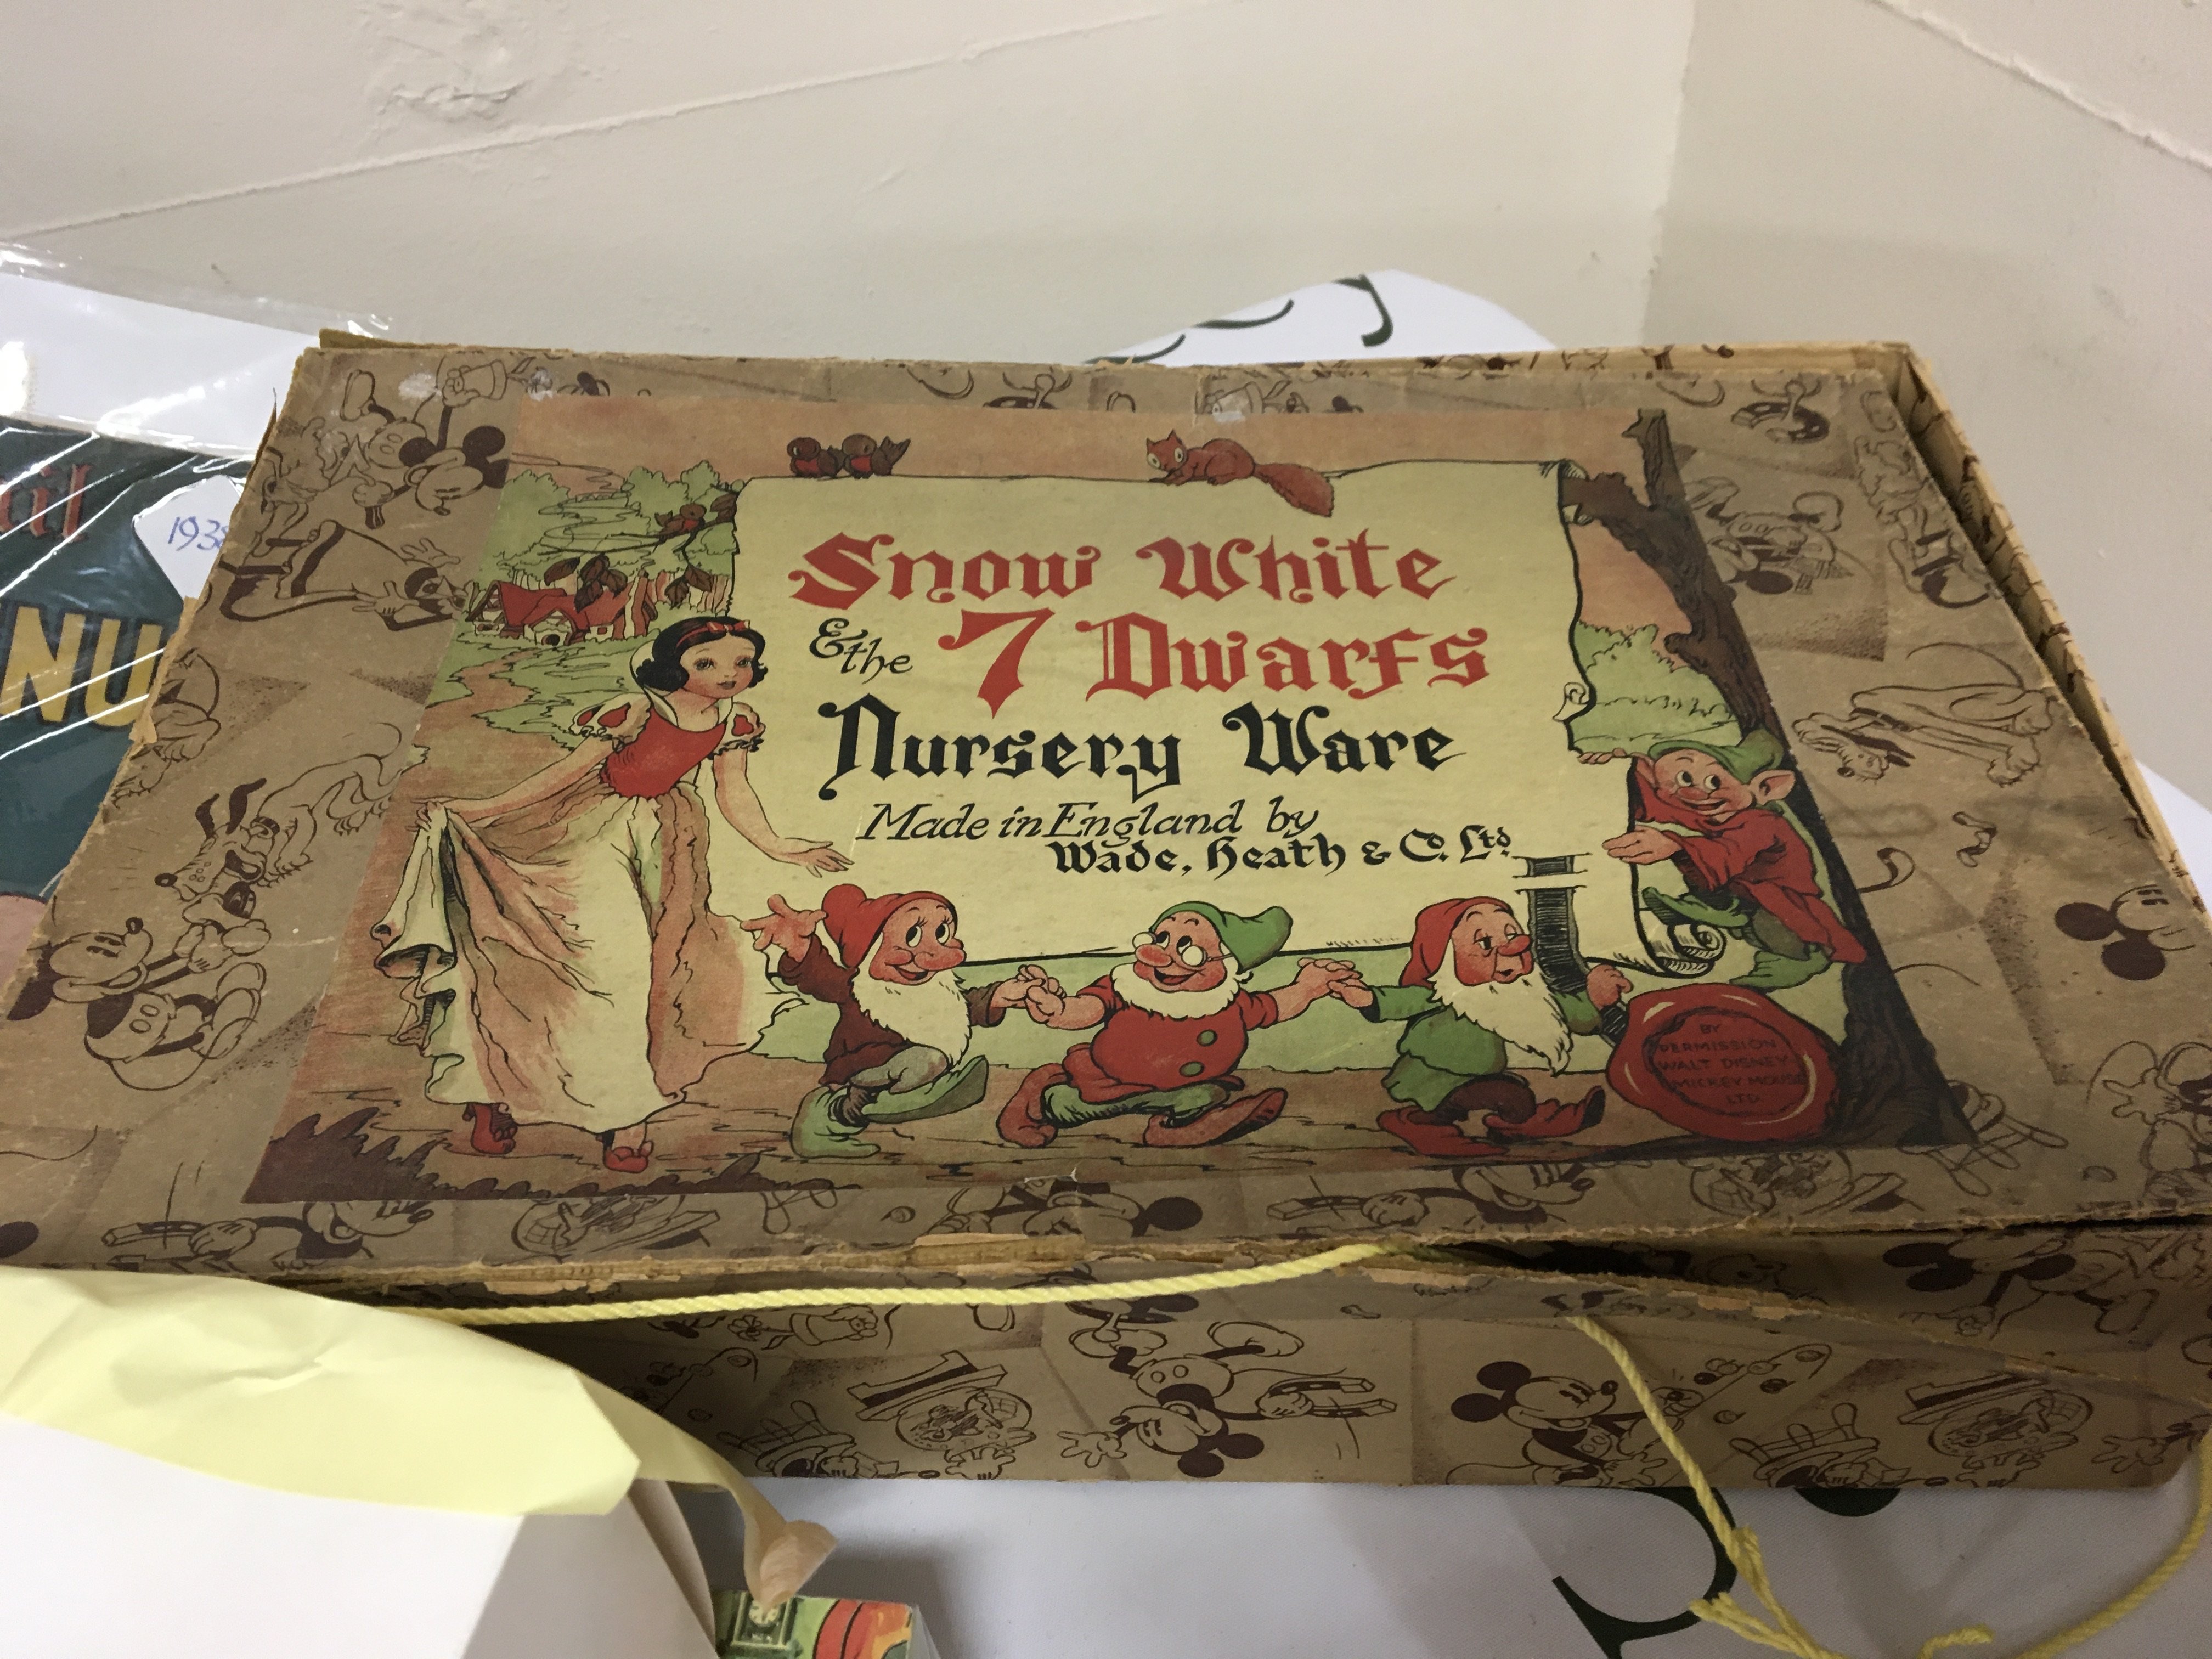 Snow White
& the 7 Dwarfs
Nursery Ware
Made in England by
Wade, Heath & Co. Ltd.
BY
PERMISSION
WALT DISNEY
MICKEY MOUSE
LTD
NU